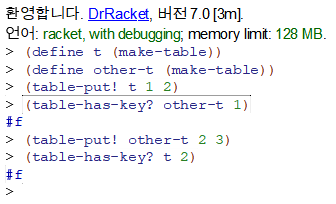 환영합니다. DrRacket, 버전 7.0 [3m].
언어: racket, with debugging; memory limit: 128 MB.
> (define t (make-table))
> (define other-t (make-table))
> (table-put! t 1 2)
> (table-has-key? other-t 1)
#f
> (table-put! other-t 2 3)
> (table-has-key? t 2)
#f
>